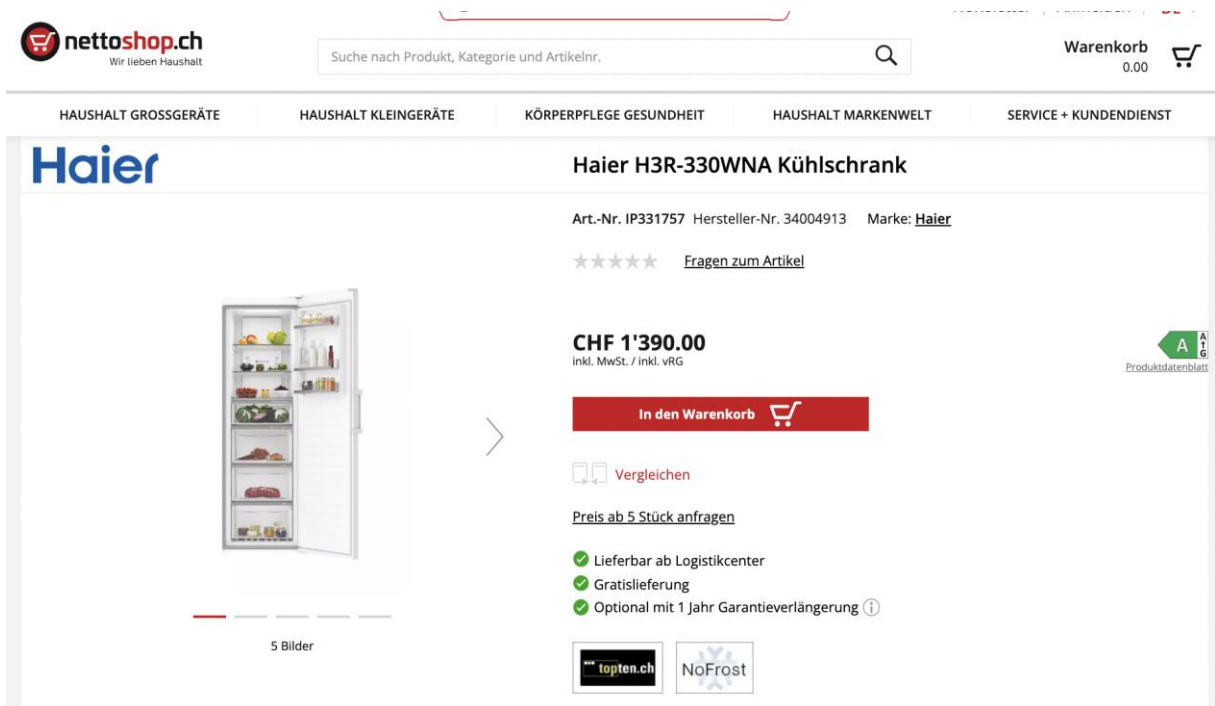 nettoshop.ch
Wir lieben Haushalt
Suche nach Produkt, Kategorie und Artikelnr.
Warenkorb
0.00
HAUSHALT GROSSGERÄTE HAUSHALT KLEINGERÄTE KÖRPERPFLEGE GESUNDHEIT HAUSHALT MARKENWELT SERVICE + KUNDENDIENST
Haier
Haier H3R-330WNA Kühlschrank
Art.-Nr. IP331757 Hersteller-Nr. 34004913 Marke: Haier
Fragen zum Artikel
CHF 1'390.00
inkl. MwSt. / inkl. vRG
A
A
G
Produktdatenblatt
In den Warenkorb
Vergleichen
Preis ab 5 Stück anfragen
Lieferbar ab Logistikcenter
Gratislieferung
Optional mit 1 Jahr Garantieverlängerung
5 Bilder
topten.ch
NoFrost